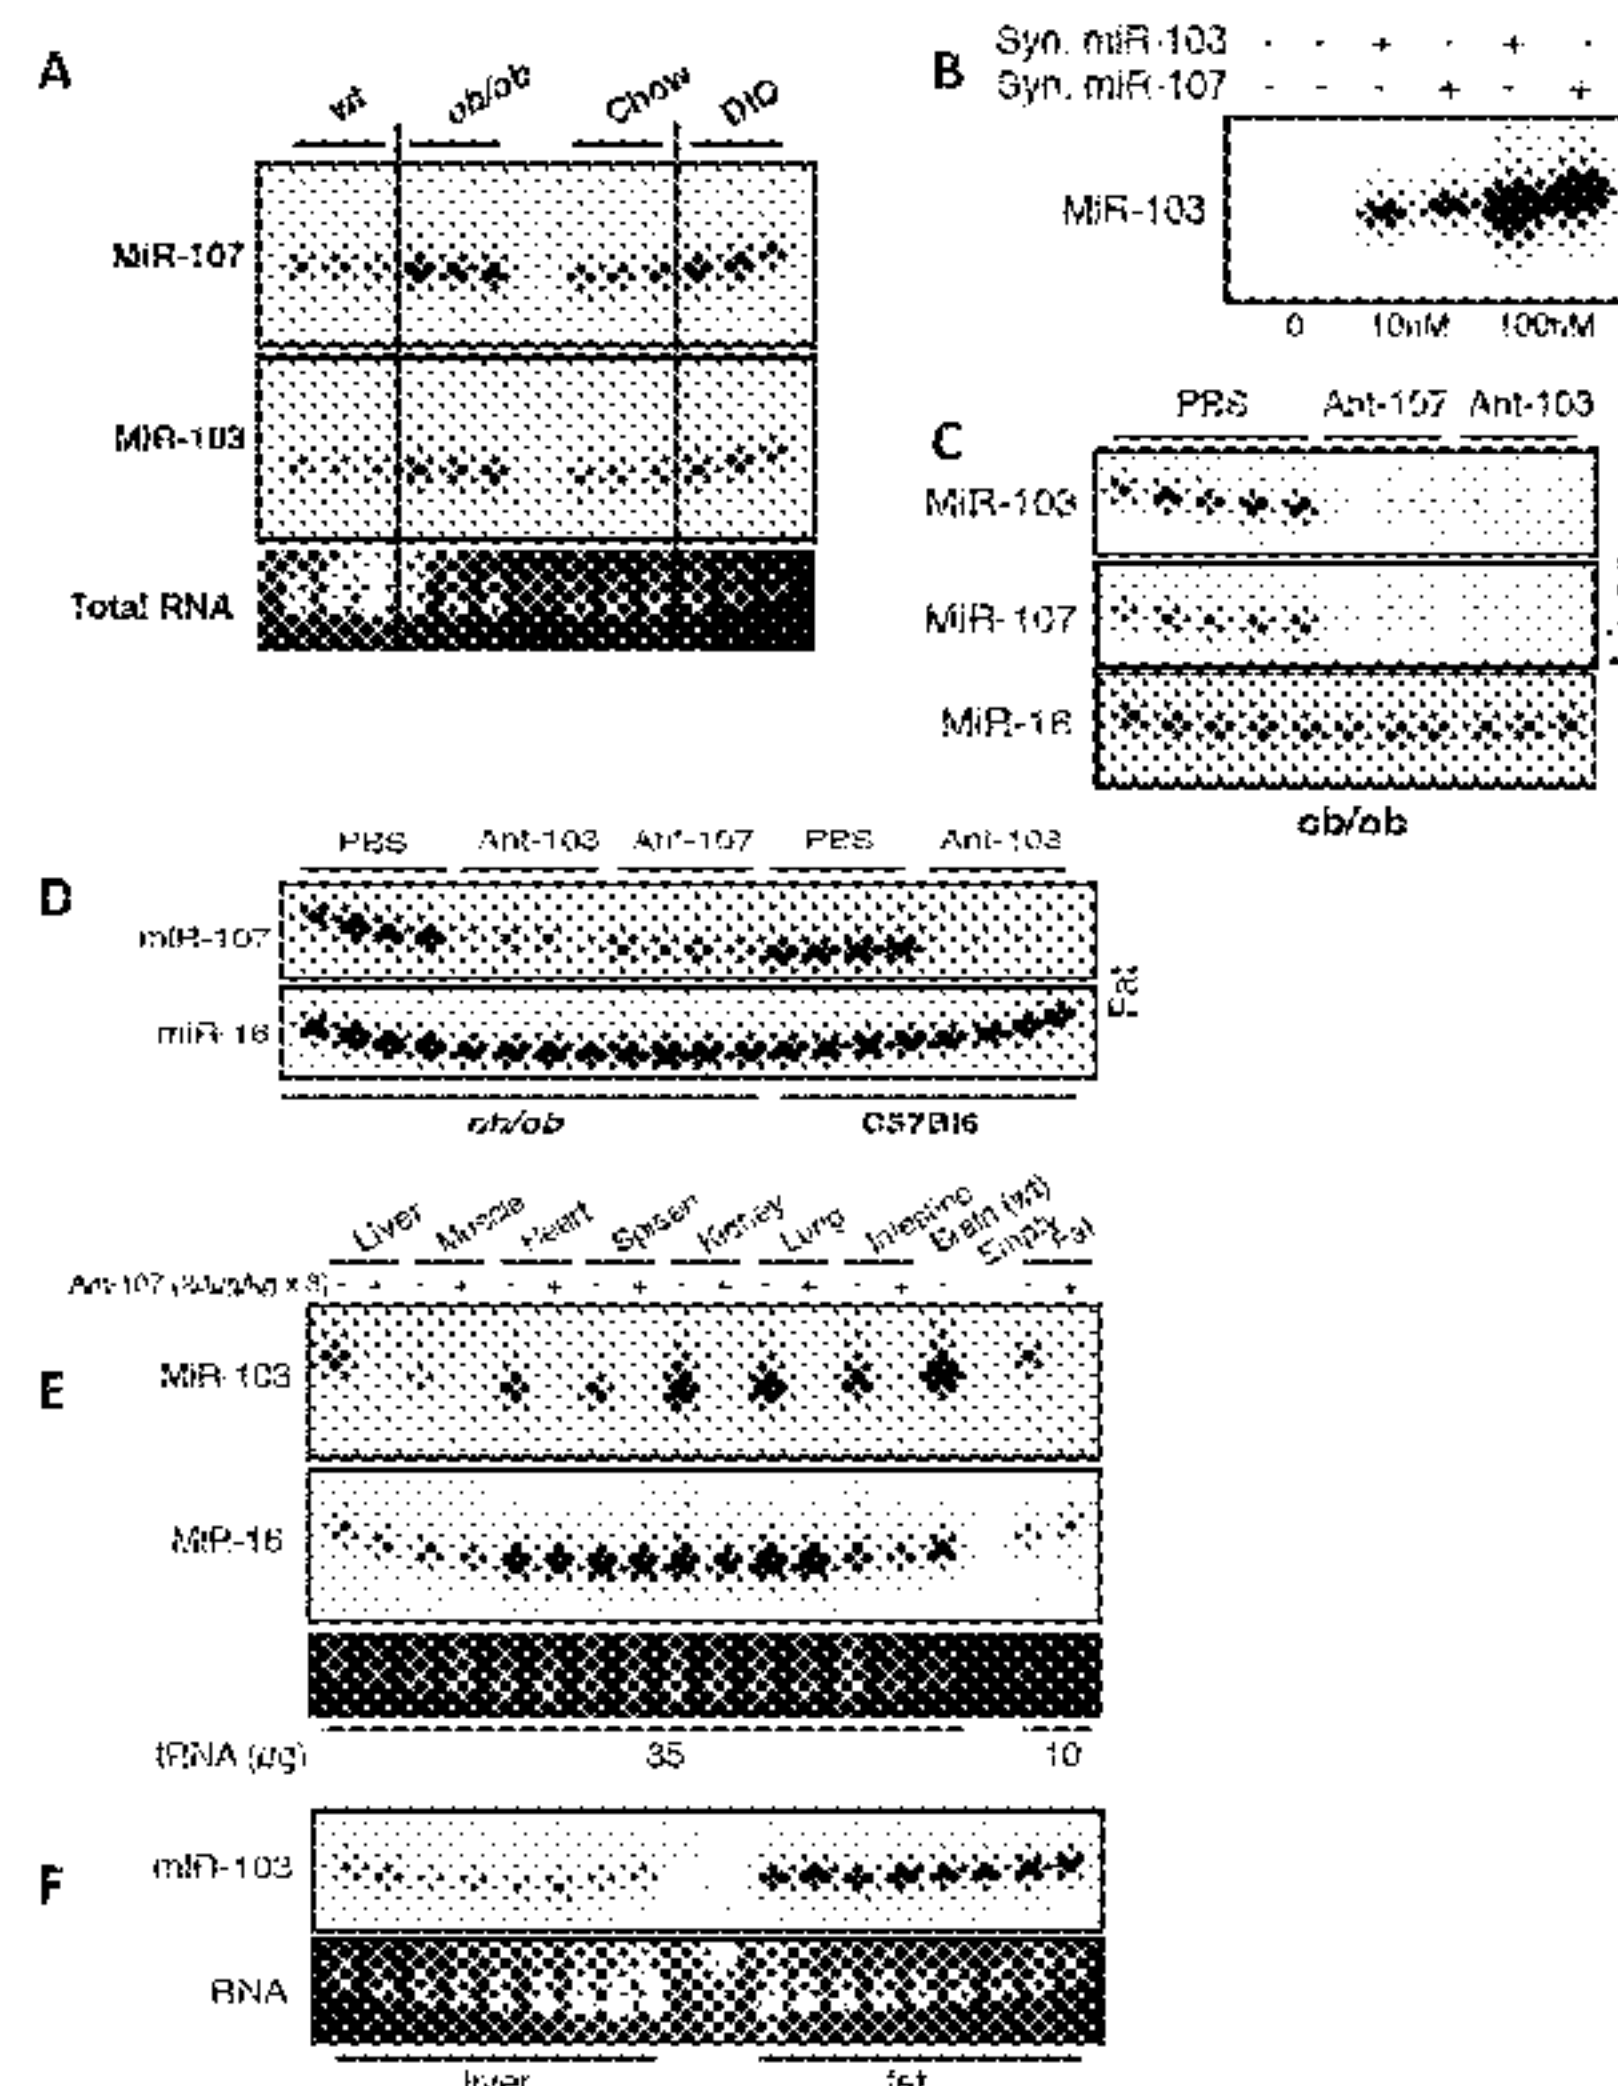 A
wt ob/ob Chow DIO
MiR-107
MiR-103
Total RNA
B
Syn. miR-103 - - + - + -
Syn. miR-107 - - - + - +
MiR-103
0 10nM 100nM
C
PBS Ant-107 Ant-103
MiR-103
MiR-107
MiR-16
ob/ob
D
PBS Ant-103 Ant-107 PBS Ant-103
miR-107
miR-16
Fat
ob/ob C57Bl6
E
Liver Muscle Heart Spleen Kidney Lung Intestine Brain (wt) Empty Fat
Ant-107 - + - + - + - + - + - + - + - - +
MiR-103
MiR-16
tRNA (µg) 35 10
F
miR-103
RNA
liver fat